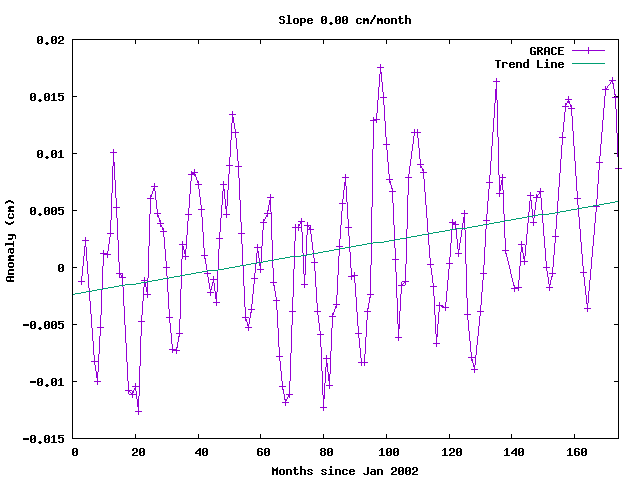 Slope 0.00 cm/month
GRACE
Trend Line
Anomaly (cm)
0.02
0.015
0.01
0.005
0
-0.005
-0.01
-0.015
0 20 40 60 80 100 120 140 160
Months since Jan 2002